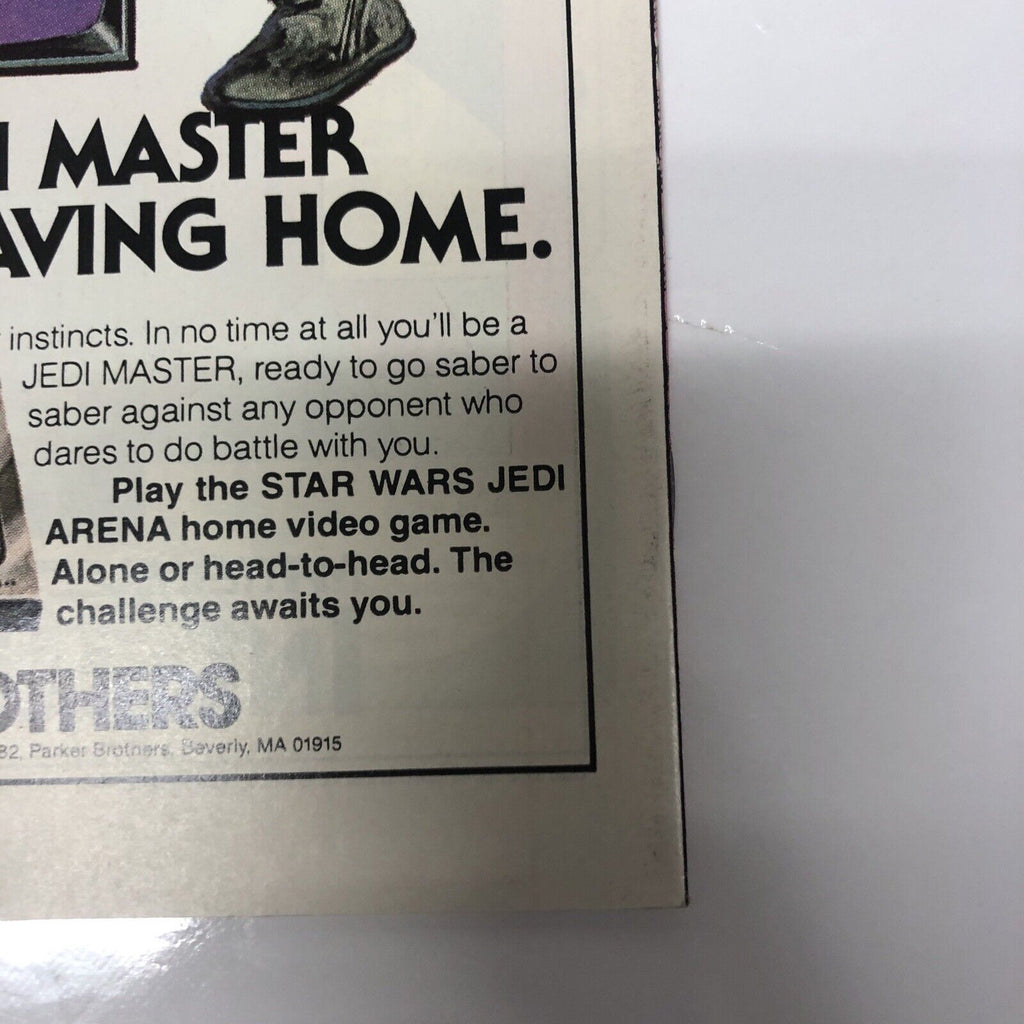 I MASTER
AVING HOME.
instincts. In no time at all you'll be a
JEDI MASTER, ready to go saber to
saber against any opponent who
dares to do battle with you.
Play the STAR WARS JEDI
ARENA home video game.
Alone or head-to-head. The
challenge awaits you.
OTHERS
82, Parker Brothers, Beverly, MA 01915